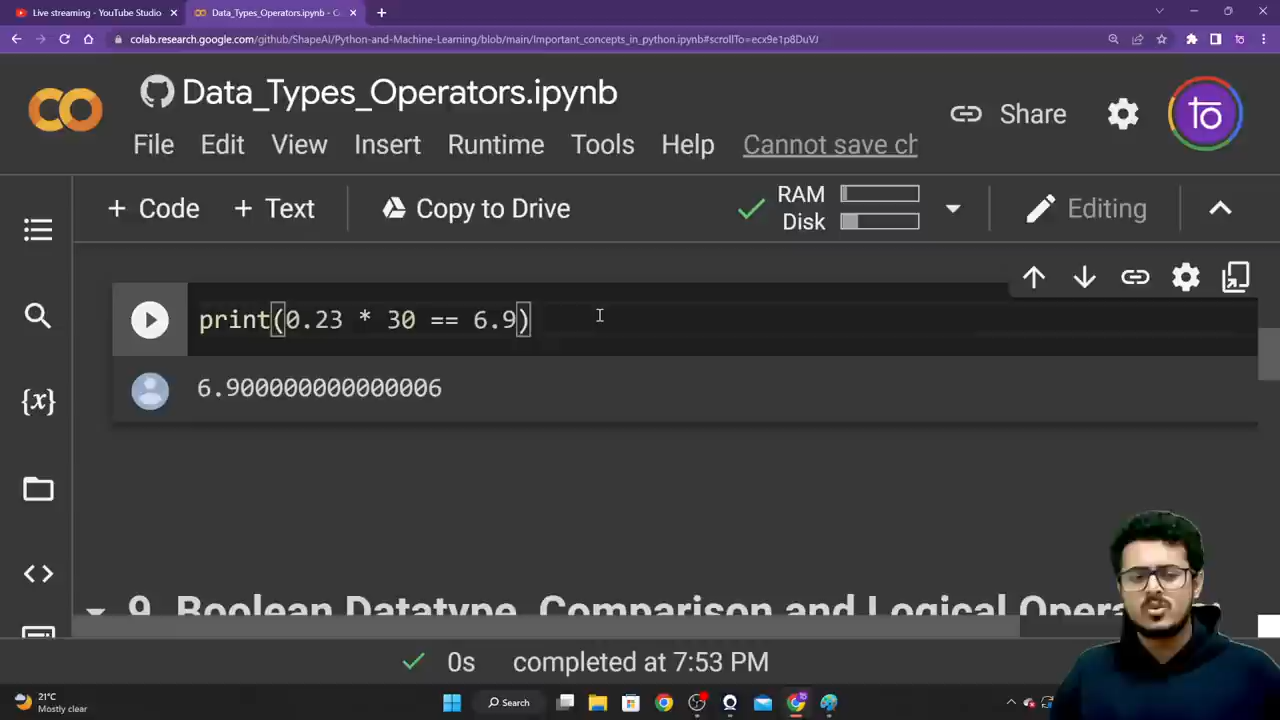 Live streaming - YouTube Studio
Data_Types_Operators.ipynb - Co
colab.research.google.com/github/ShapeAI/Python-and-Machine-Learning/blob/main/Important_concepts_in_python.ipynb#scrollTo=ecx9e1p8DuVJ
Data_Types_Operators.ipynb
Share
File Edit View Insert Runtime Tools Help Cannot save ch
+ Code + Text Copy to Drive
RAM
Disk
Editing
print(0.23 * 30 == 6.9)
{x}
6.900000000000006
9. Boolean Datatype, Comparison and Logical Opera
0s completed at 7:53 PM
21°C
Mostly clear
Search